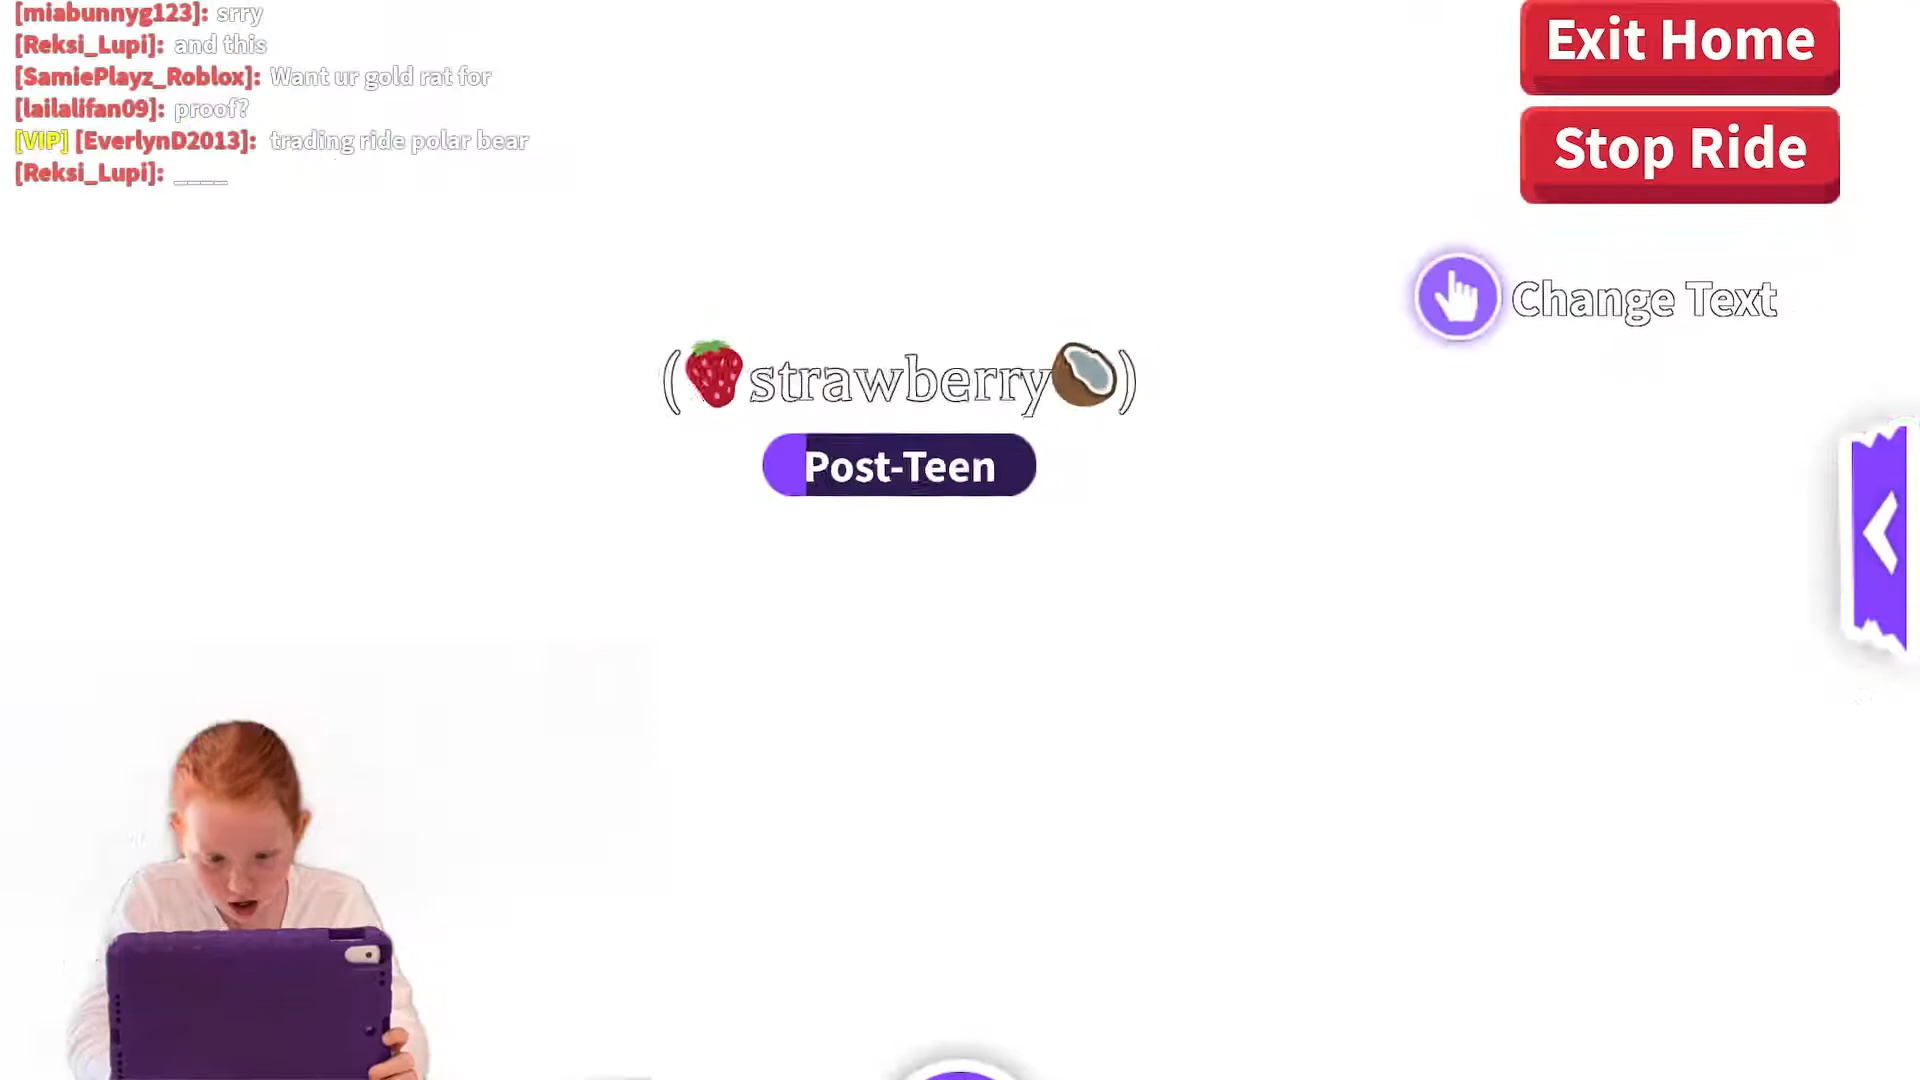 [miabunnyg123]: srry
[Reksi_Lupi]: and this
[SamiePlayz_Roblox]: Want ur gold rat for
[lailalifan09]: proof?
[VIP] [EverlynD2013]: trading ride polar bear
[Reksi_Lupi]: ____
Exit Home
Stop Ride
Change Text
(🍓strawberry🥥)
Post-Teen